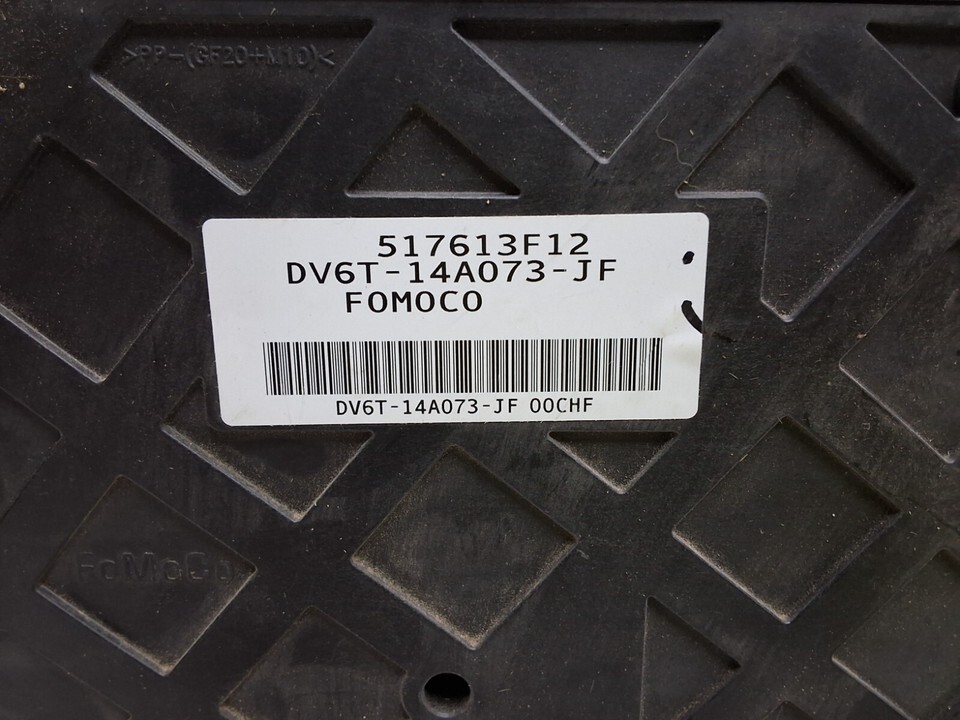 >PP-(GF20+M10)<
517613F12
DV6T-14A073-JF
FOMOCO
DV6T-14A073-JF 00CHF
FoMoCo